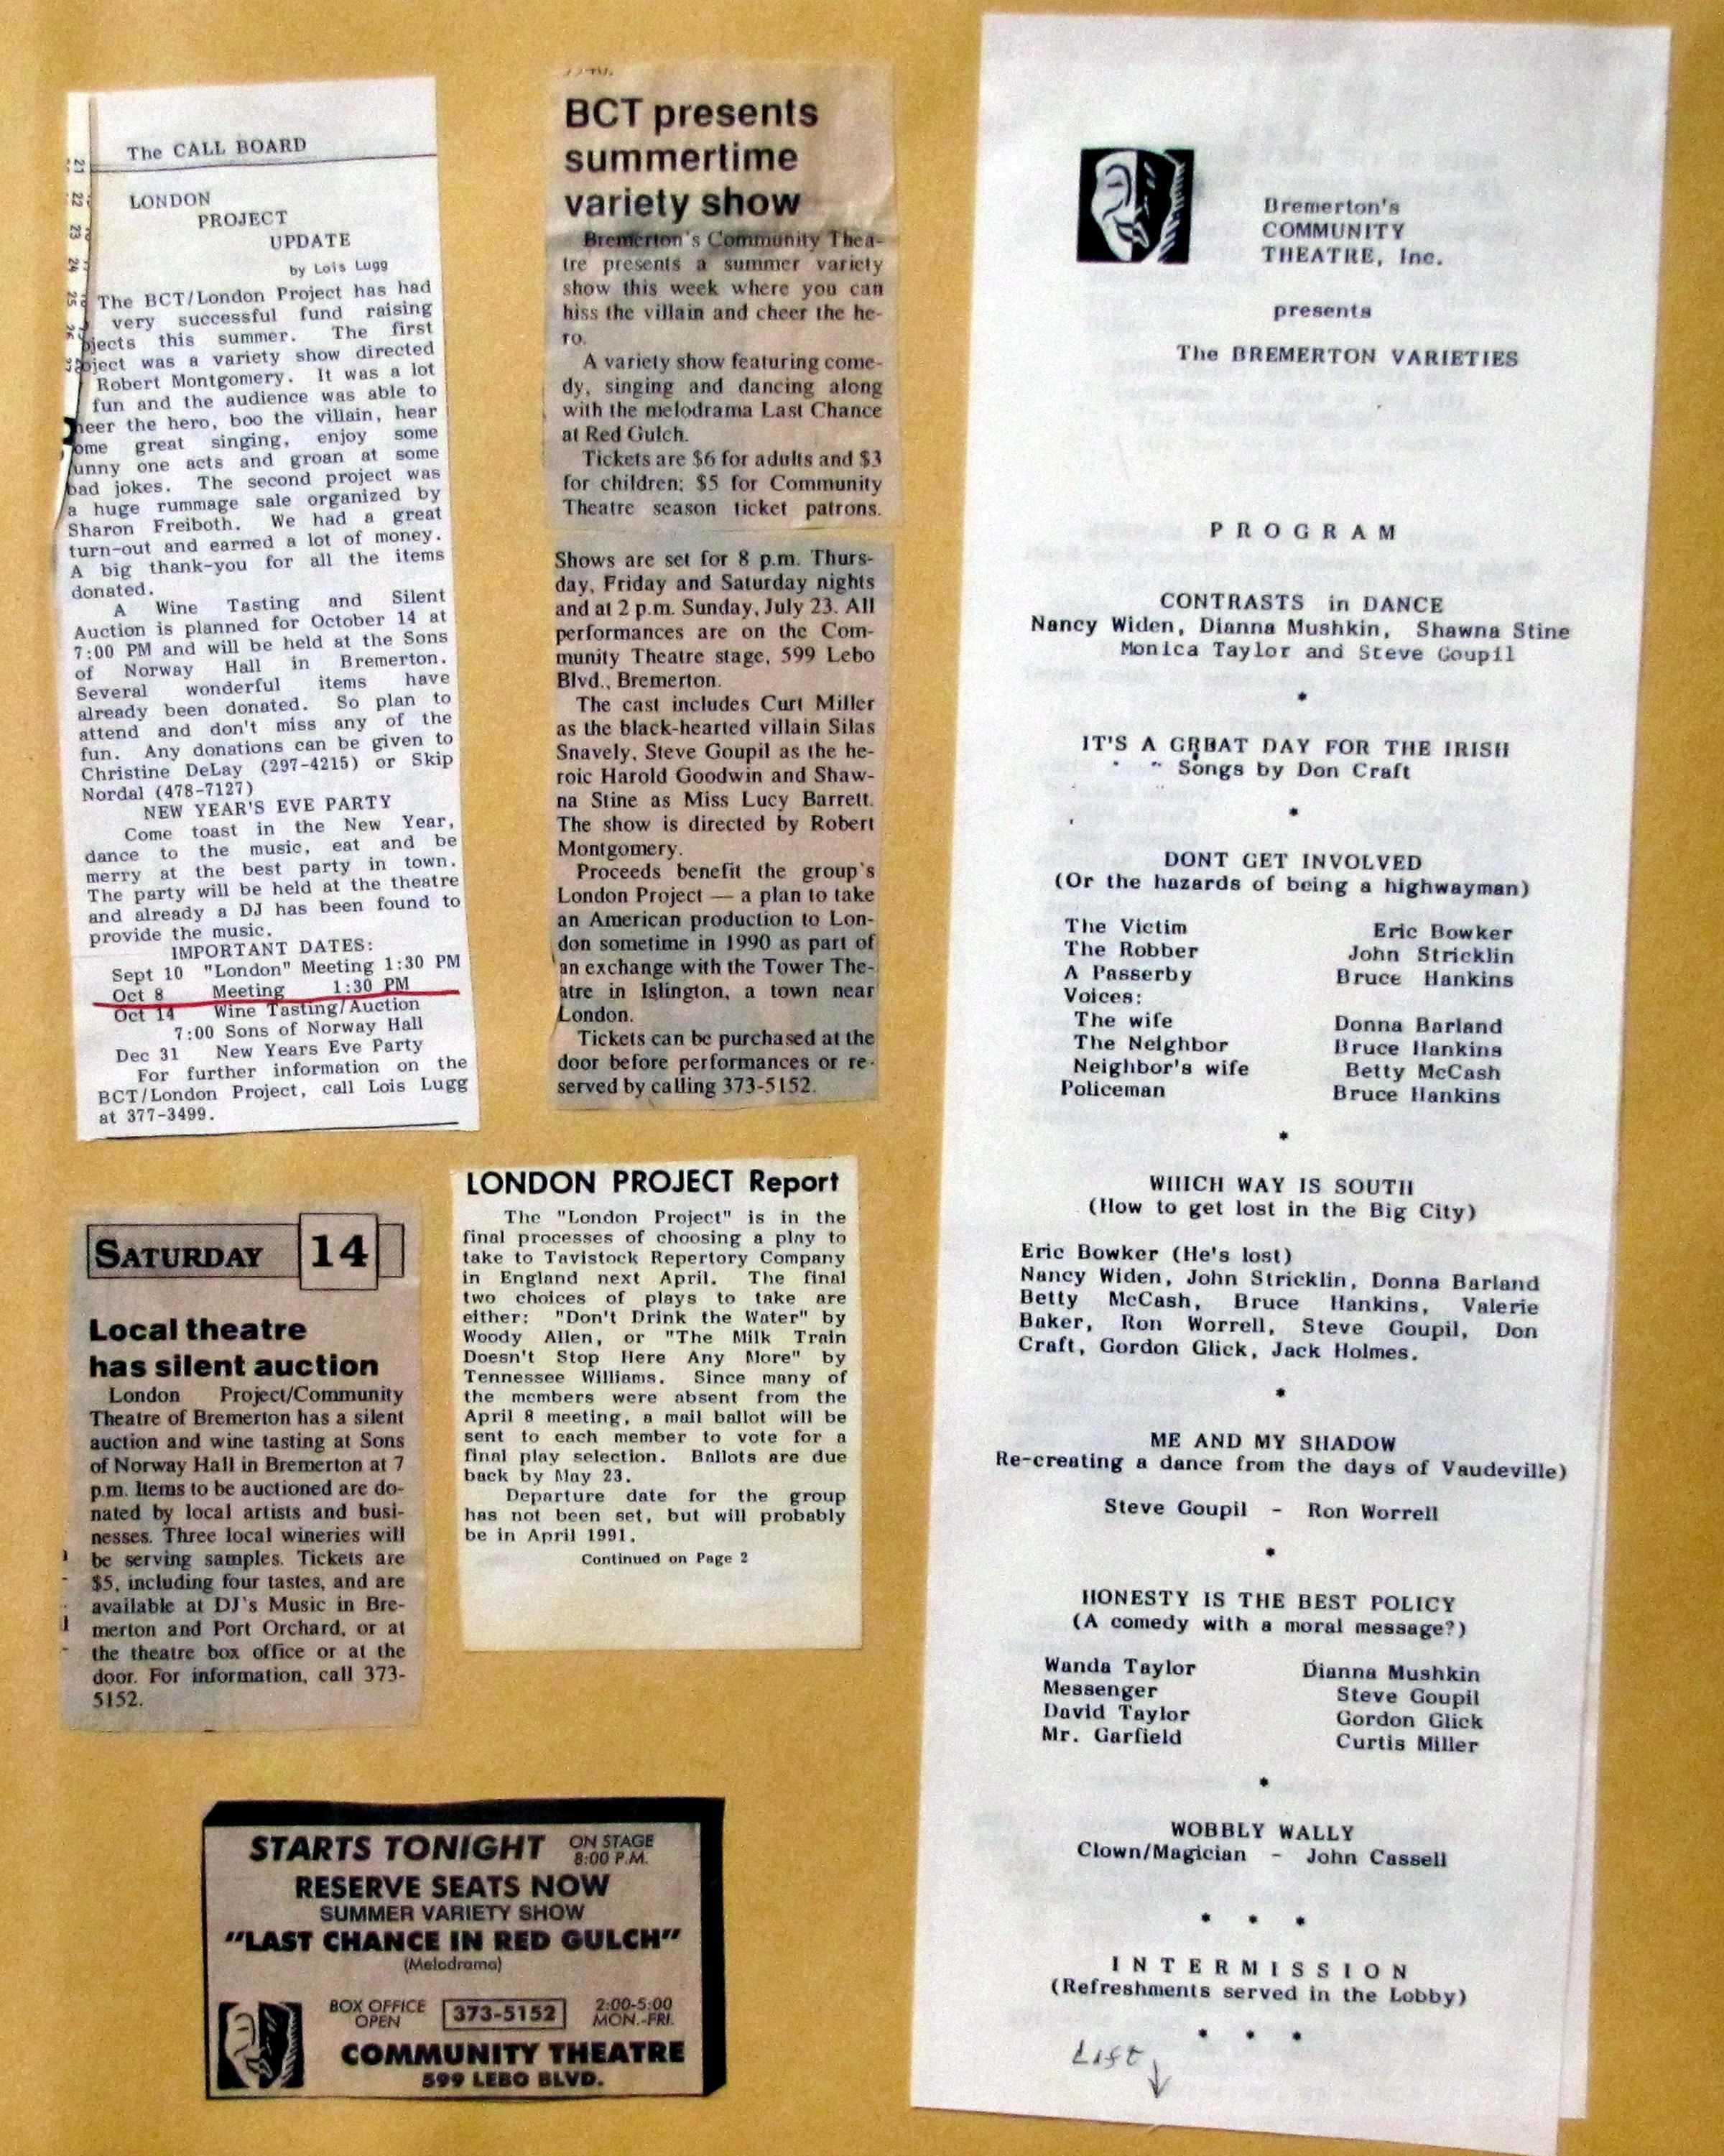 The CALL BOARD
LONDON
PROJECT
UPDATE
by Lois Lugg
The BCT/London Project has had
very successful fund raising
jects this summer. The first
ject was a variety show directed
Robert Montgomery. It was a lot
fun and the audience was able to
heer the hero, boo the villain, hear
ome great singing, enjoy some
unny one acts and groan at some
bad jokes. The second project was
a huge rummage sale organized by
Sharon Freiboth. We had a great
turn-out and earned a lot of money.
A big thank-you for all the items
donated.
A Wine Tasting and Silent
Auction is planned for October 14 at
7:00 PM and will be held at the Sons
of Norway Hall in Bremerton.
Several wonderful items have
already been donated. So plan to
attend and don't miss any of the
fun. Any donations can be given to
Christine DeLay (297-4215) or Skip
Nordal (478-7127)
NEW YEAR'S EVE PARTY
Come toast in the New Year,
dance to the music, eat and be
merry at the best party in town.
The party will be held at the theatre
and already a DJ has been found to
provide the music.
IMPORTANT DATES:
Sept 10 "London" Meeting 1:30 PM
Oct 8 Meeting 1:30 PM
Oct 14 Wine Tasting/Auction
7:00 Sons of Norway Hall
Dec 31 New Years Eve Party
For further information on the
BCT/London Project, call Lois Lugg
at 377-3499.
BCT presents
summertime
variety show
Bremerton's Community Thea-
tre presents a summer variety
show this week where you can
hiss the villain and cheer the he-
ro.
A variety show featuring come-
dy, singing and dancing along
with the melodrama Last Chance
at Red Gulch.
Tickets are $6 for adults and $3
for children; $5 for Community
Theatre season ticket patrons.
Shows are set for 8 p.m. Thurs-
day, Friday and Saturday nights
and at 2 p.m. Sunday, July 23. All
performances are on the Com-
munity Theatre stage, 599 Lebo
Blvd., Bremerton.
The cast includes Curt Miller
as the black-hearted villain Silas
Snavely, Steve Goupil as the he-
roic Harold Goodwin and Shaw-
na Stine as Miss Lucy Barrett.
The show is directed by Robert
Montgomery.
Proceeds benefit the group's
London Project — a plan to take
an American production to Lon-
don sometime in 1990 as part of
an exchange with the Tower The-
atre in Islington, a town near
London.
Tickets can be purchased at the
door before performances or re-
served by calling 373-5152.
SATURDAY 14
Local theatre
has silent auction
London Project/Community
Theatre of Bremerton has a silent
auction and wine tasting at Sons
of Norway Hall in Bremerton at 7
p.m. Items to be auctioned are do-
nated by local artists and busi-
nesses. Three local wineries will
be serving samples. Tickets are
$5, including four tastes, and are
available at DJ's Music in Bre-
merton and Port Orchard, or at
the theatre box office or at the
door. For information, call 373-
5152.
LONDON PROJECT Report
The "London Project" is in the
final processes of choosing a play to
take to Tavistock Repertory Company
in England next April. The final
two choices of plays to take are
either: "Don't Drink the Water" by
Woody Allen, or "The Milk Train
Doesn't Stop Here Any More" by
Tennessee Williams. Since many of
the members were absent from the
April 8 meeting, a mail ballot will be
sent to each member to vote for a
final play selection. Ballots are due
back by May 23.
Departure date for the group
has not been set, but will probably
be in April 1991.
Continued on Page 2
STARTS TONIGHT ON STAGE
8:00 P.M.
RESERVE SEATS NOW
SUMMER VARIETY SHOW
"LAST CHANCE IN RED GULCH"
(Melodrama)
BOX OFFICE
OPEN
373-5152
2:00-5:00
MON.-FRI.
COMMUNITY THEATRE
599 LEBO BLVD.
Bremerton's
COMMUNITY
THEATRE, Inc.
presents
The BREMERTON VARIETIES
PROGRAM
CONTRASTS in DANCE
Nancy Widen, Dianna Mushkin, Shawna Stine
Monica Taylor and Steve Goupil
*
IT'S A GREAT DAY FOR THE IRISH
Songs by Don Craft
*
DONT GET INVOLVED
(Or the hazards of being a highwayman)
The Victim Eric Bowker
The Robber John Stricklin
A Passerby Bruce Hankins
Voices:
The wife Donna Barland
The Neighbor Bruce Hankins
Neighbor's wife Betty McCash
Policeman Bruce Hankins
*
WHICH WAY IS SOUTH
(How to get lost in the Big City)
Eric Bowker (He's lost)
Nancy Widen, John Stricklin, Donna Barland
Betty McCash, Bruce Hankins, Valerie
Baker, Ron Worrell, Steve Goupil, Don
Craft, Gordon Glick, Jack Holmes.
*
ME AND MY SHADOW
Re-creating a dance from the days of Vaudeville)
Steve Goupil - Ron Worrell
*
HONESTY IS THE BEST POLICY
(A comedy with a moral message?)
Wanda Taylor Dianna Mushkin
Messenger Steve Goupil
David Taylor Gordon Glick
Mr. Garfield Curtis Miller
*
WOBBLY WALLY
Clown/Magician - John Cassell
* * *
INTERMISSION
(Refreshments served in the Lobby)
* * *
Lift